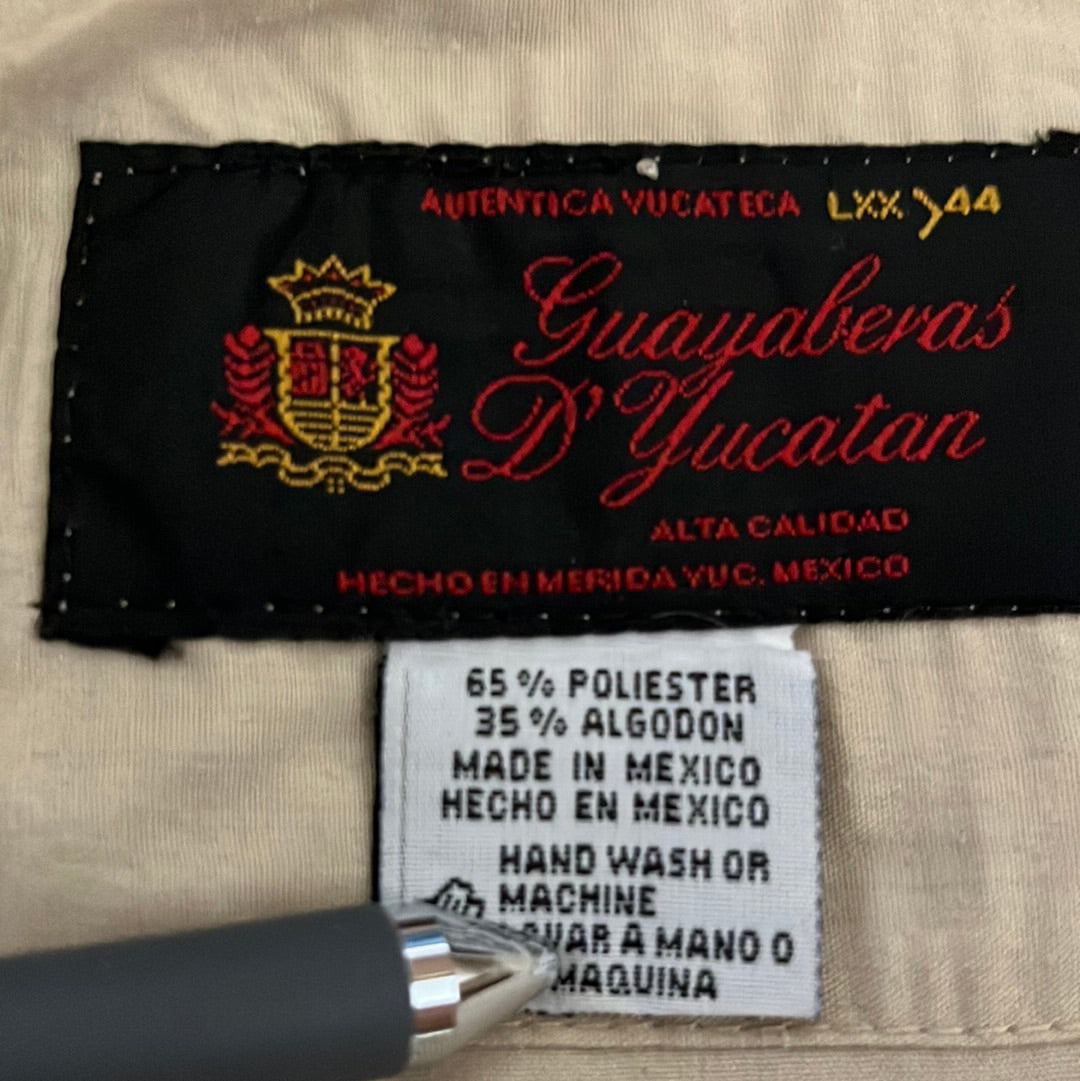 AUTENTICA YUCATECA LXX 44
Guayaberas
D'Yucatan
ALTA CALIDAD
HECHO EN MERIDA YUC. MEXICO
65 % POLIESTER
35 % ALGODON
MADE IN MEXICO
HECHO EN MEXICO
HAND WASH OR
MACHINE
A MANO O
MAQUINA